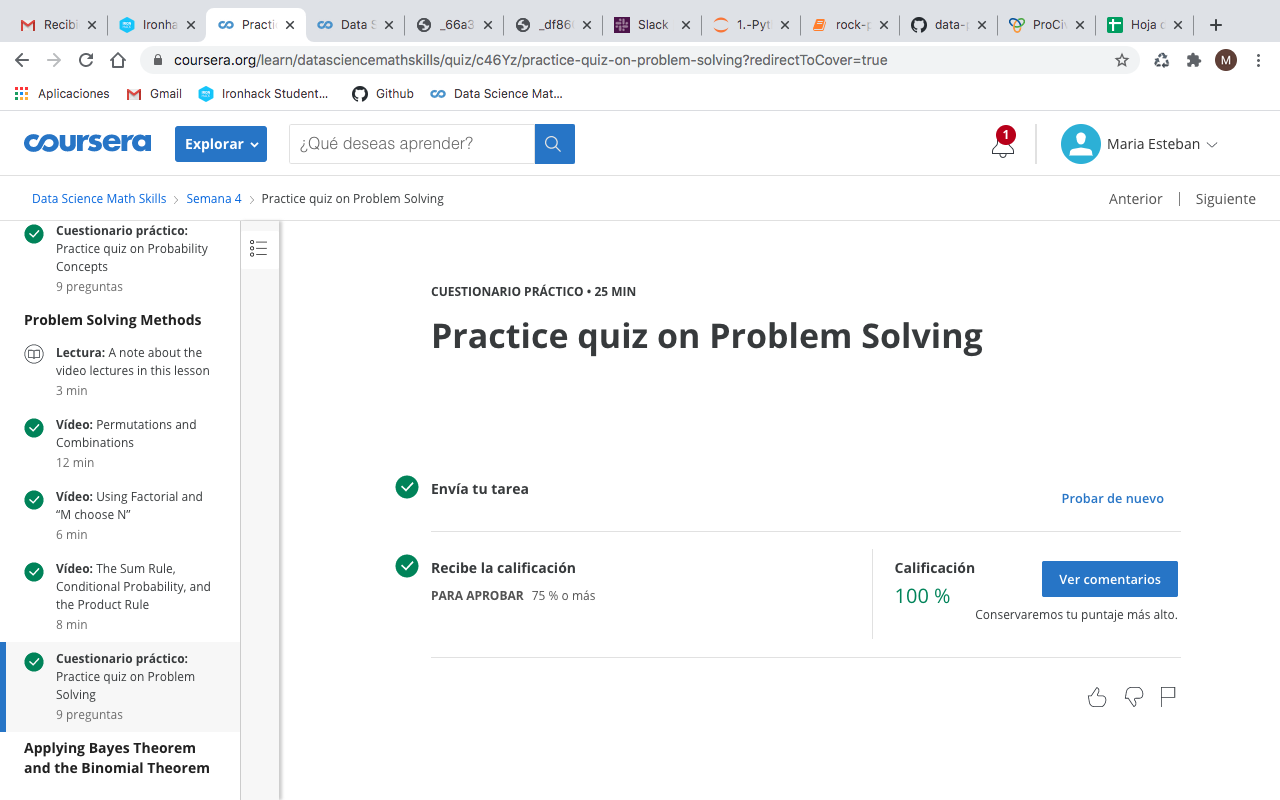 Recibi
Ironha
Practic
Data S
_66a3
_df86
Slack
1.-Pyt
rock-p
data-p
ProCiv
Hoja d
coursera.org/learn/datasciencemathskills/quiz/c46Yz/practice-quiz-on-problem-solving?redirectToCover=true
M
Aplicaciones
Gmail
Ironhack Student...
Github
Data Science Mat...
coursera
Explorar
¿Qué deseas aprender?
1
Maria Esteban
Data Science Math Skills
Semana 4
Practice quiz on Problem Solving
Anterior
Siguiente
Cuestionario práctico:
Practice quiz on Probability
Concepts
9 preguntas
Problem Solving Methods
Lectura: A note about the
video lectures in this lesson
3 min
Vídeo: Permutations and
Combinations
12 min
Vídeo: Using Factorial and
“M choose N”
6 min
Vídeo: The Sum Rule,
Conditional Probability, and
the Product Rule
8 min
Cuestionario práctico:
Practice quiz on Problem
Solving
9 preguntas
Applying Bayes Theorem
and the Binomial Theorem
CUESTIONARIO PRÁCTICO • 25 MIN
Practice quiz on Problem Solving
Envía tu tarea
Probar de nuevo
Recibe la calificación
PARA APROBAR 75 % o más
Calificación
100 %
Ver comentarios
Conservaremos tu puntaje más alto.